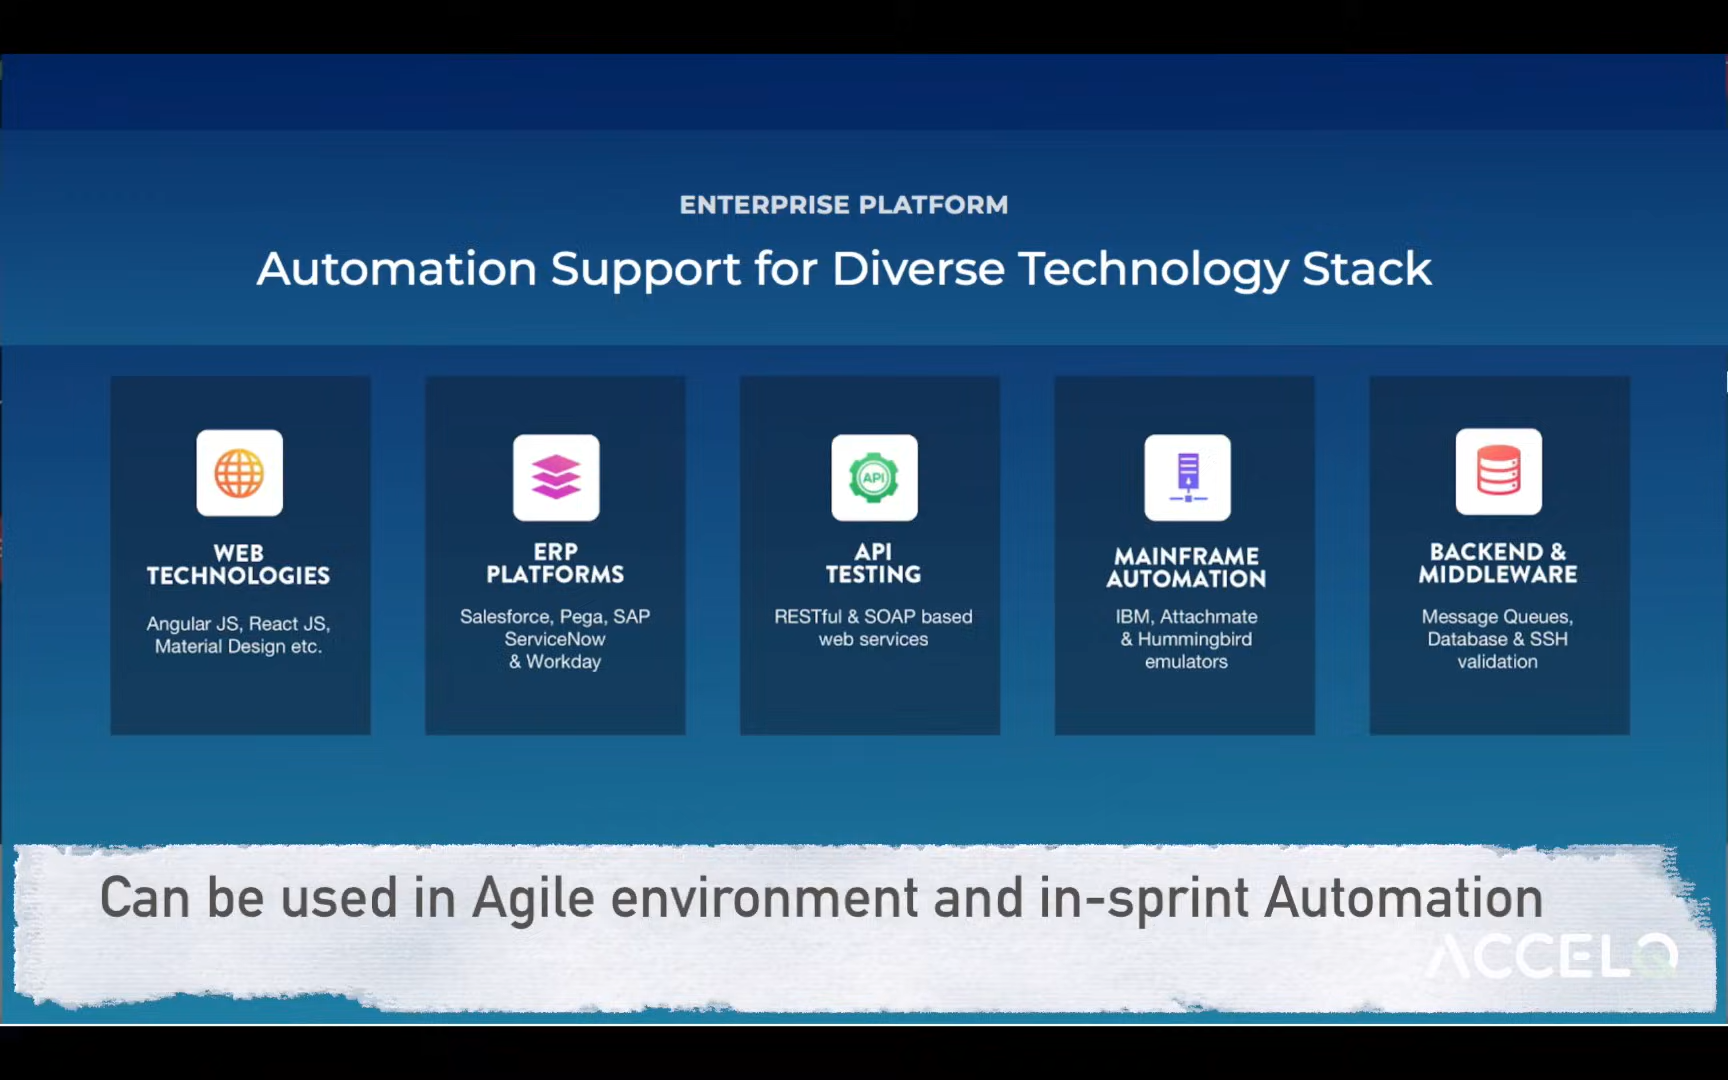 ENTERPRISE PLATFORM
Automation Support for Diverse Technology Stack
WEB
TECHNOLOGIES
Angular JS, React JS,
Material Design etc.
ERP
PLATFORMS
Salesforce, Pega, SAP
ServiceNow
& Workday
API
API
TESTING
RESTful & SOAP based
web services
MAINFRAME
AUTOMATION
IBM, Attachmate
& Hummingbird
emulators
BACKEND &
MIDDLEWARE
Message Queues,
Database & SSH
validation
Can be used in Agile environment and in-sprint Automation
ACCELQ